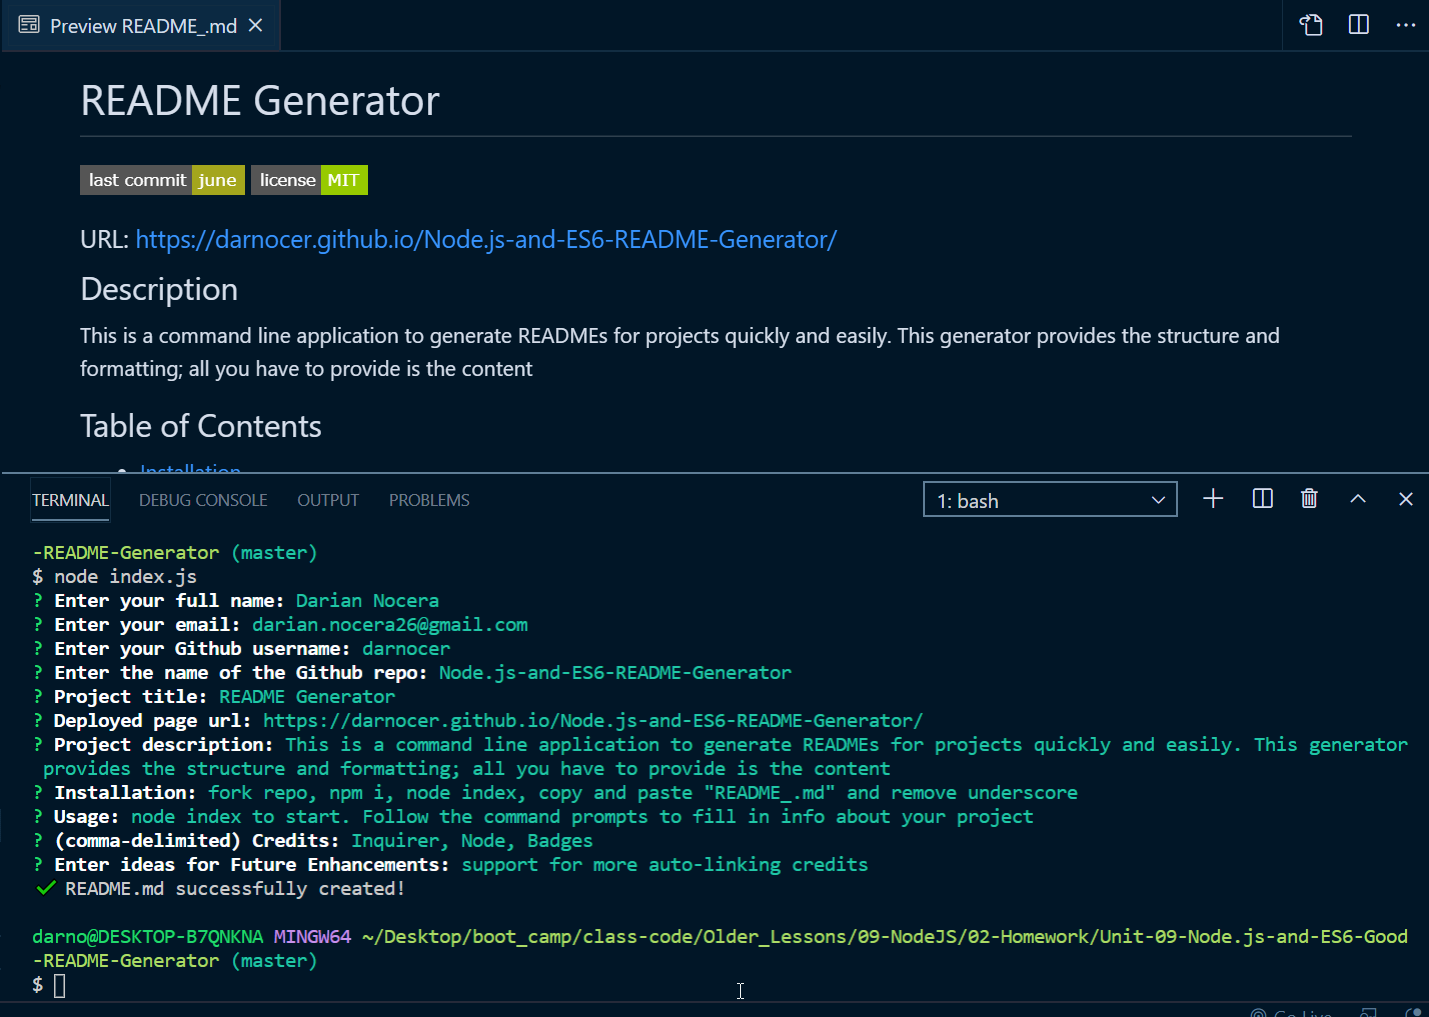 Preview README_.md
README Generator
last commit june license MIT
URL: https://darnocer.github.io/Node.js-and-ES6-README-Generator/
Description
This is a command line application to generate READMEs for projects quickly and easily. This generator provides the structure and
formatting; all you have to provide is the content
Table of Contents
• Installation
TERMINAL DEBUG CONSOLE OUTPUT PROBLEMS 1: bash
-README-Generator (master)
$ node index.js
? Enter your full name: Darian Nocera
? Enter your email: darian.nocera26@gmail.com
? Enter your Github username: darnocer
? Enter the name of the Github repo: Node.js-and-ES6-README-Generator
? Project title: README Generator
? Deployed page url: https://darnocer.github.io/Node.js-and-ES6-README-Generator/
? Project description: This is a command line application to generate READMEs for projects quickly and easily. This generator
provides the structure and formatting; all you have to provide is the content
? Installation: fork repo, npm i, node index, copy and paste "README_.md" and remove underscore
? Usage: node index to start. Follow the command prompts to fill in info about your project
? (comma-delimited) Credits: Inquirer, Node, Badges
? Enter ideas for Future Enhancements: support for more auto-linking credits
✓ README.md successfully created!
darno@DESKTOP-B7QNKNA MINGW64 ~/Desktop/boot_camp/class-code/Older_Lessons/09-NodeJS/02-Homework/Unit-09-Node.js-and-ES6-Good
-README-Generator (master)
$
Go Live